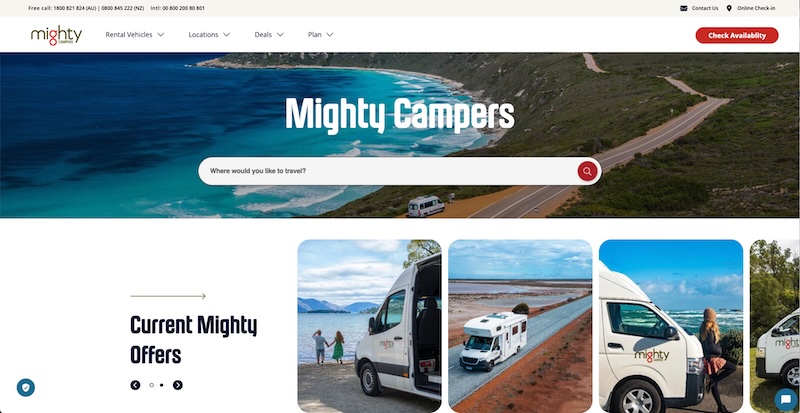 Free call: 1800 821 824 (AU) | 0800 845 222 (NZ) Intl: 00 800 200 80 801
Contact Us
Online Check-in
mighty
CAMPERS
Rental Vehicles
Locations
Deals
Plan
Check Availablity
Mighty Campers
Where would you like to travel?
Current Mighty
Offers
mighty
mighty
migh